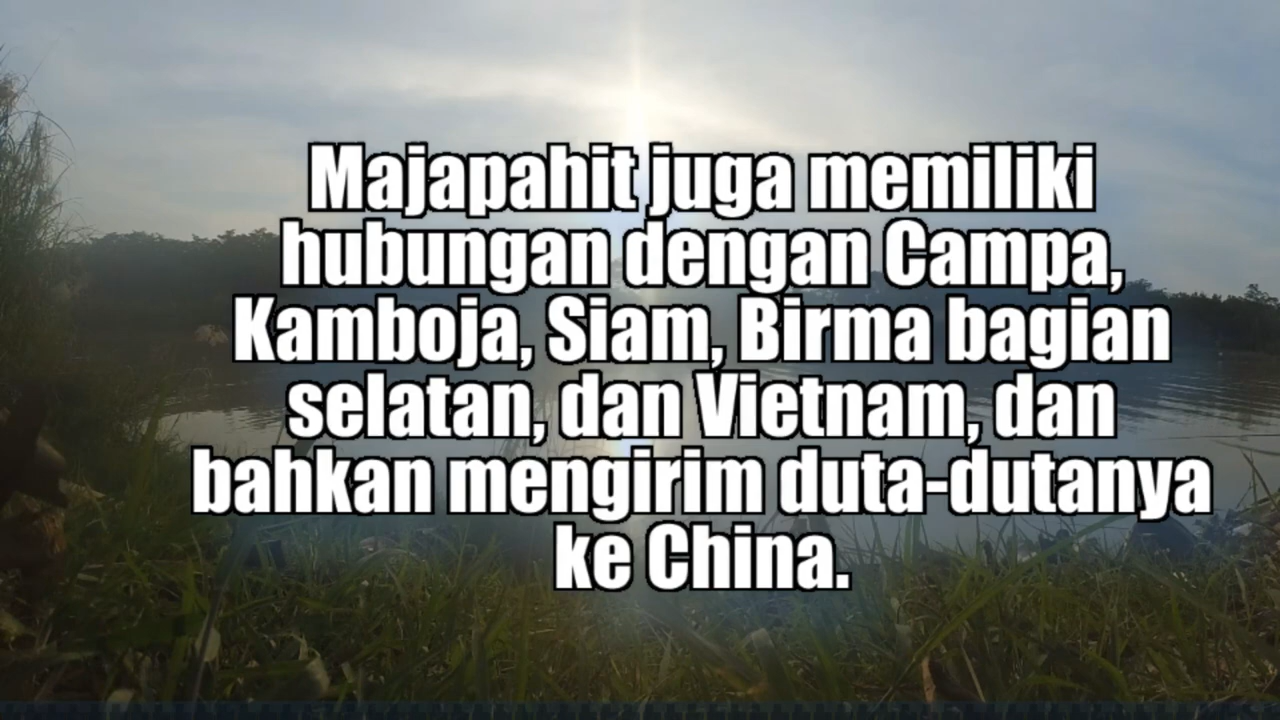 Majapahit juga memiliki
hubungan dengan Campa,
Kamboja, Siam, Birma bagian
selatan, dan Vietnam, dan
bahkan mengirim duta-dutanya
ke China.